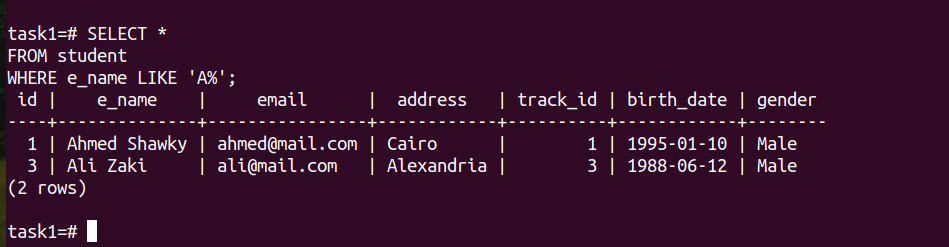 task1=# SELECT *
FROM student
WHERE e_name LIKE 'A%';
 id |    e_name    |     email      |  address   | track_id | birth_date | gender
----+--------------+----------------+------------+----------+------------+--------
  1 | Ahmed Shawky | ahmed@mail.com | Cairo      |        1 | 1995-01-10 | Male
  3 | Ali Zaki     | ali@mail.com   | Alexandria |        3 | 1988-06-12 | Male
(2 rows)
task1=#